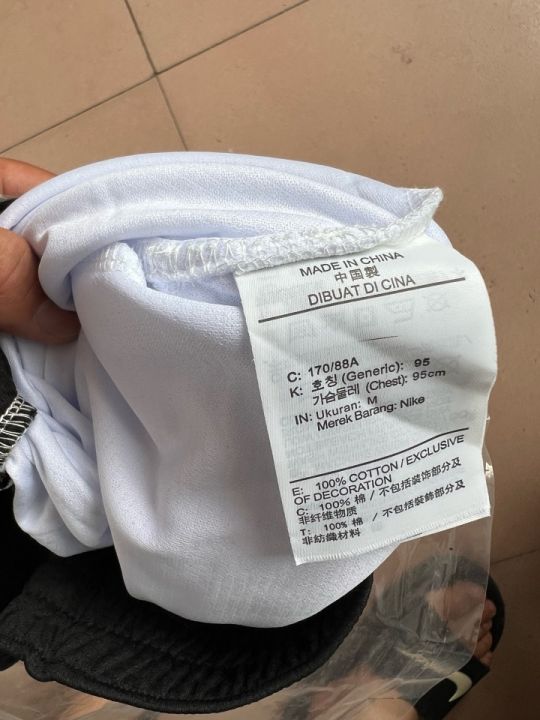 MADE IN CHINA
中国製
DIBUAT DI CINA
C: 170/88A
K: 호칭 (Generic): 95
가슴둘레 (Chest): 95cm
IN: Ukuran: M
Merek Barang: Nike
E: 100% COTTON / EXCLUSIVE
OF DECORATION
C: 100% 棉 / 不包括装饰部分及
非纤维物质
T: 100% 棉 / 不包括裝飾部分及
非紡織材料